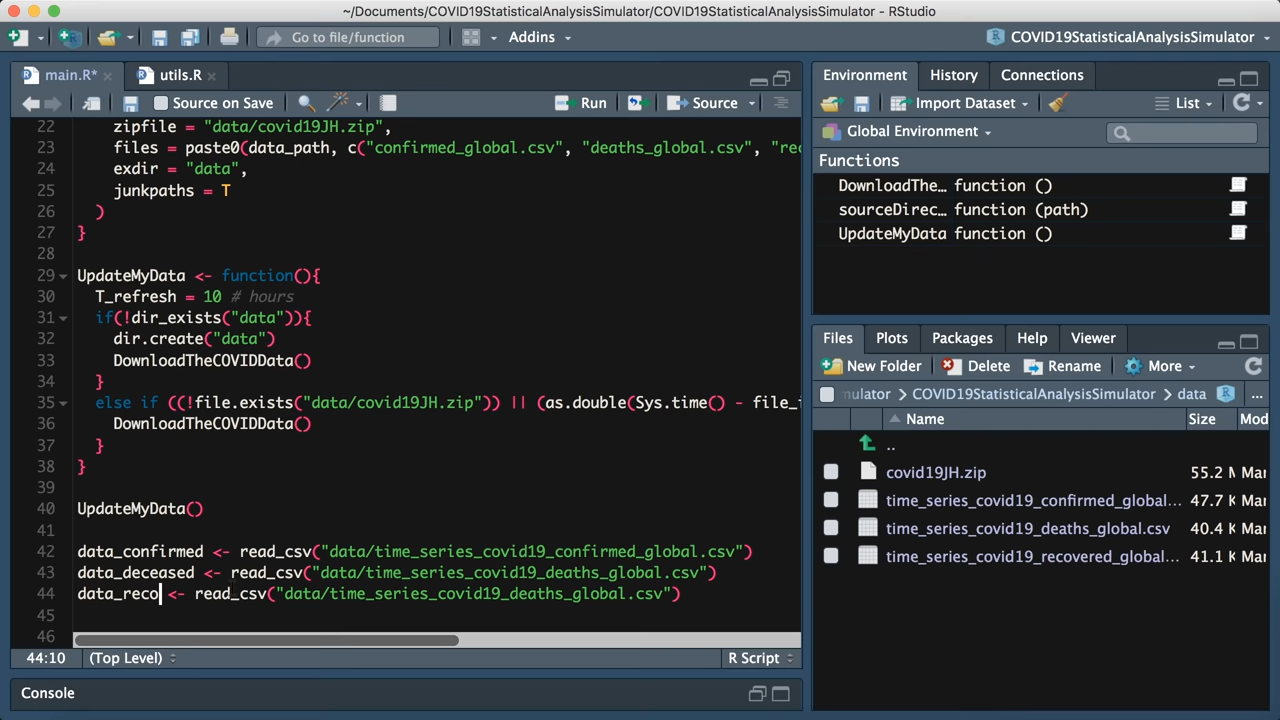 ~/Documents/COVID19StatisticalAnalysisSimulator/COVID19StatisticalAnalysisSimulator - RStudio
Go to file/function
Addins
COVID19StatisticalAnalysisSimulator
main.R*
utils.R
Source on Save
Run
Source
22 zipfile = "data/covid19JH.zip",
23 files = paste0(data_path, c("confirmed_global.csv", "deaths_global.csv", "re
24 exdir = "data",
25 junkpaths = T
26 )
27 }
28
29 UpdateMyData <- function(){
30 T_refresh = 10 # hours
31 if(!dir_exists("data")){
32 dir.create("data")
33 DownloadTheCOVIDData()
34 }
35 else if ((!file.exists("data/covid19JH.zip")) || (as.double(Sys.time() - file_i
36 DownloadTheCOVIDData()
37 }
38 }
39
40 UpdateMyData()
41
42 data_confirmed <- read_csv("data/time_series_covid19_confirmed_global.csv")
43 data_deceased <- read_csv("data/time_series_covid19_deaths_global.csv")
44 data_reco <- read_csv("data/time_series_covid19_deaths_global.csv")
45
46
44:10 (Top Level) R Script
Console
Environment History Connections
Import Dataset List
Global Environment
Functions
DownloadThe… function ()
sourceDirec… function (path)
UpdateMyData function ()
Files Plots Packages Help Viewer
New Folder Delete Rename More
mulator > COVID19StatisticalAnalysisSimulator > data ...
Name Size Mod
..
covid19JH.zip 55.2 M Mar
time_series_covid19_confirmed_global… 47.7 K Mar
time_series_covid19_deaths_global.csv 40.4 K Mar
time_series_covid19_recovered_global… 41.1 K Mar